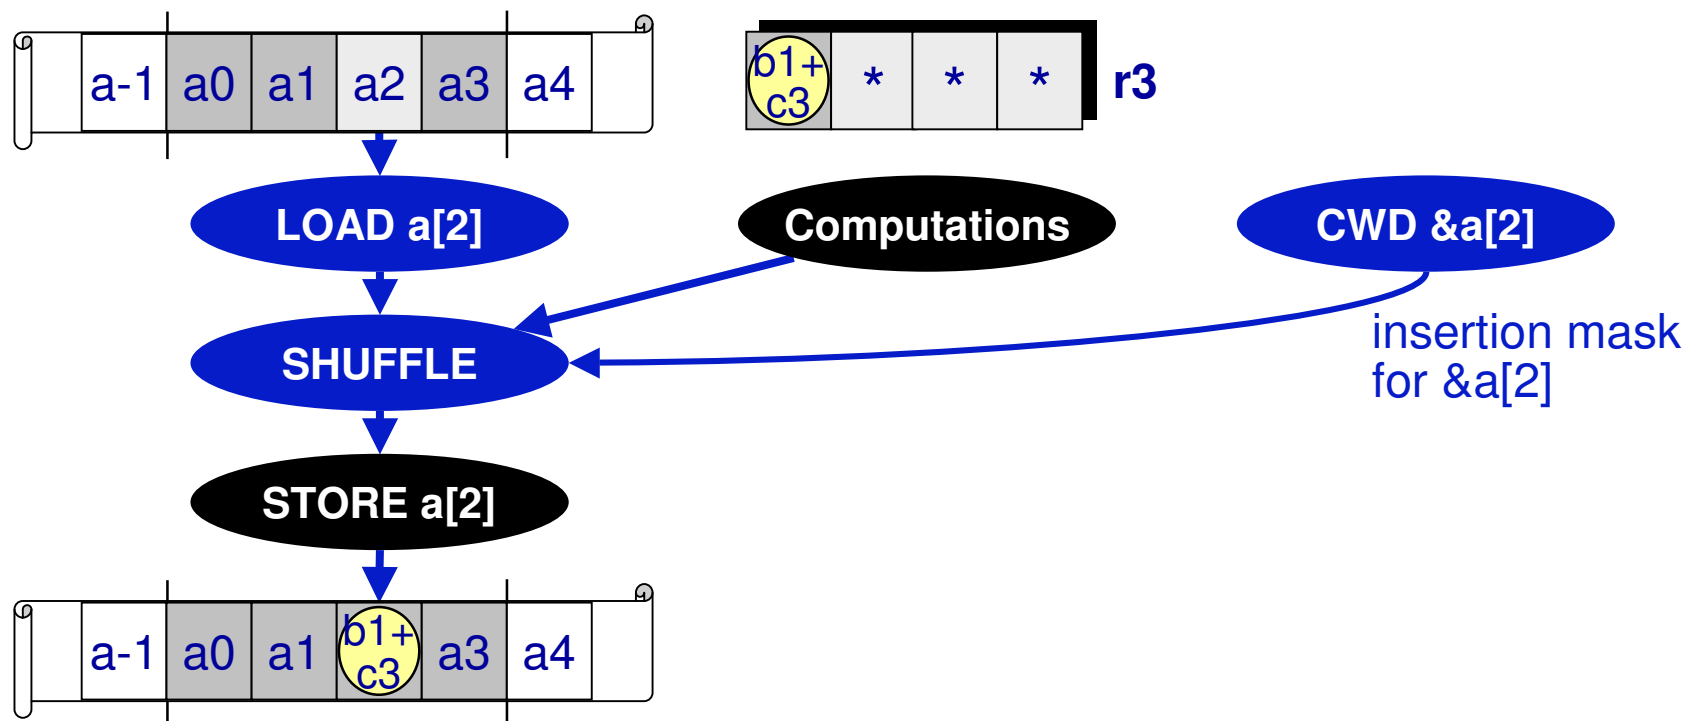 a-1 a0 a1 a2 a3 a4
b1+
c3
* * *
r3
LOAD a[2]
Computations
CWD &a[2]
insertion mask
for &a[2]
SHUFFLE
STORE a[2]
a-1 a0 a1 b1+
c3 a3 a4